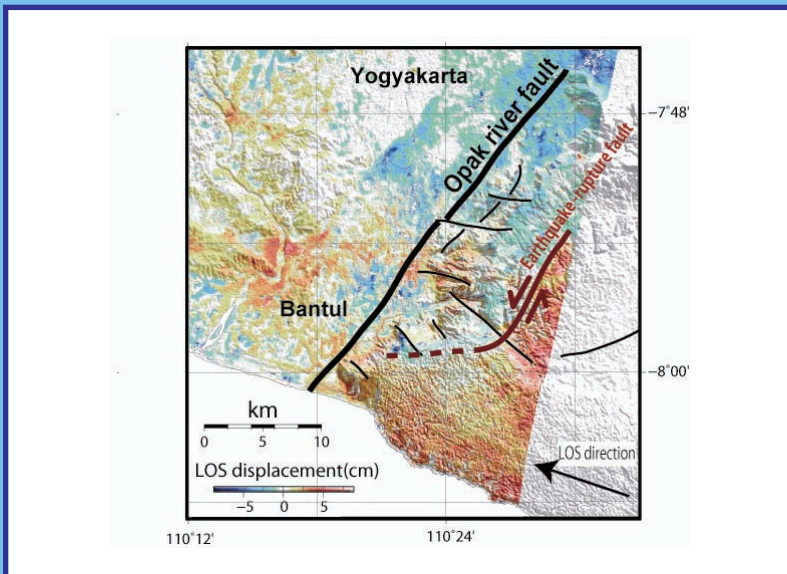 Yogyakarta
Opak river fault
−7˚48'
Earthquake-rupture fault
Bantul
−8˚00'
km
0 5 10
LOS displacement(cm)
−5 0 5
LOS direction
110˚12'
110˚24'